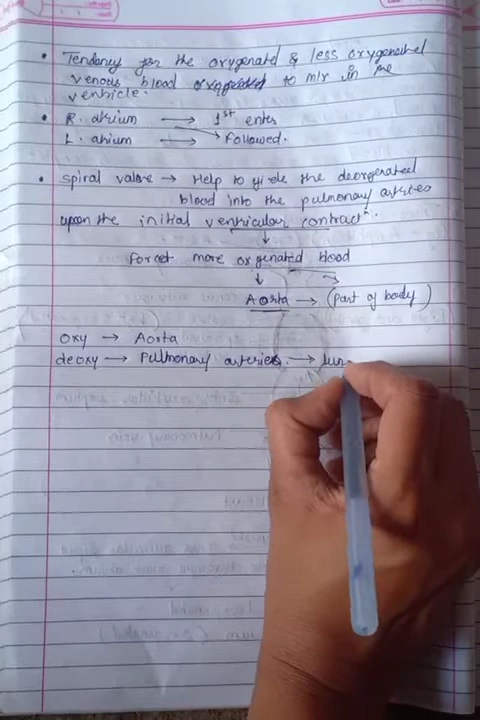 • Tendency for the oxygenated & less oxygenated
venous blood to mix in the
ventricle.
• R. atrium → 1st enter
L. atrium → Followed.
• Spiral valve → Help to guide the deoxygenated
blood into the pulmonary arteries
upon the initial ventricular contractn.
↓
forcet more oxygenated blood
↓
Aorta → (Part of body)
oxy → Aorta
deoxy → Pulmonary arteries. → lun